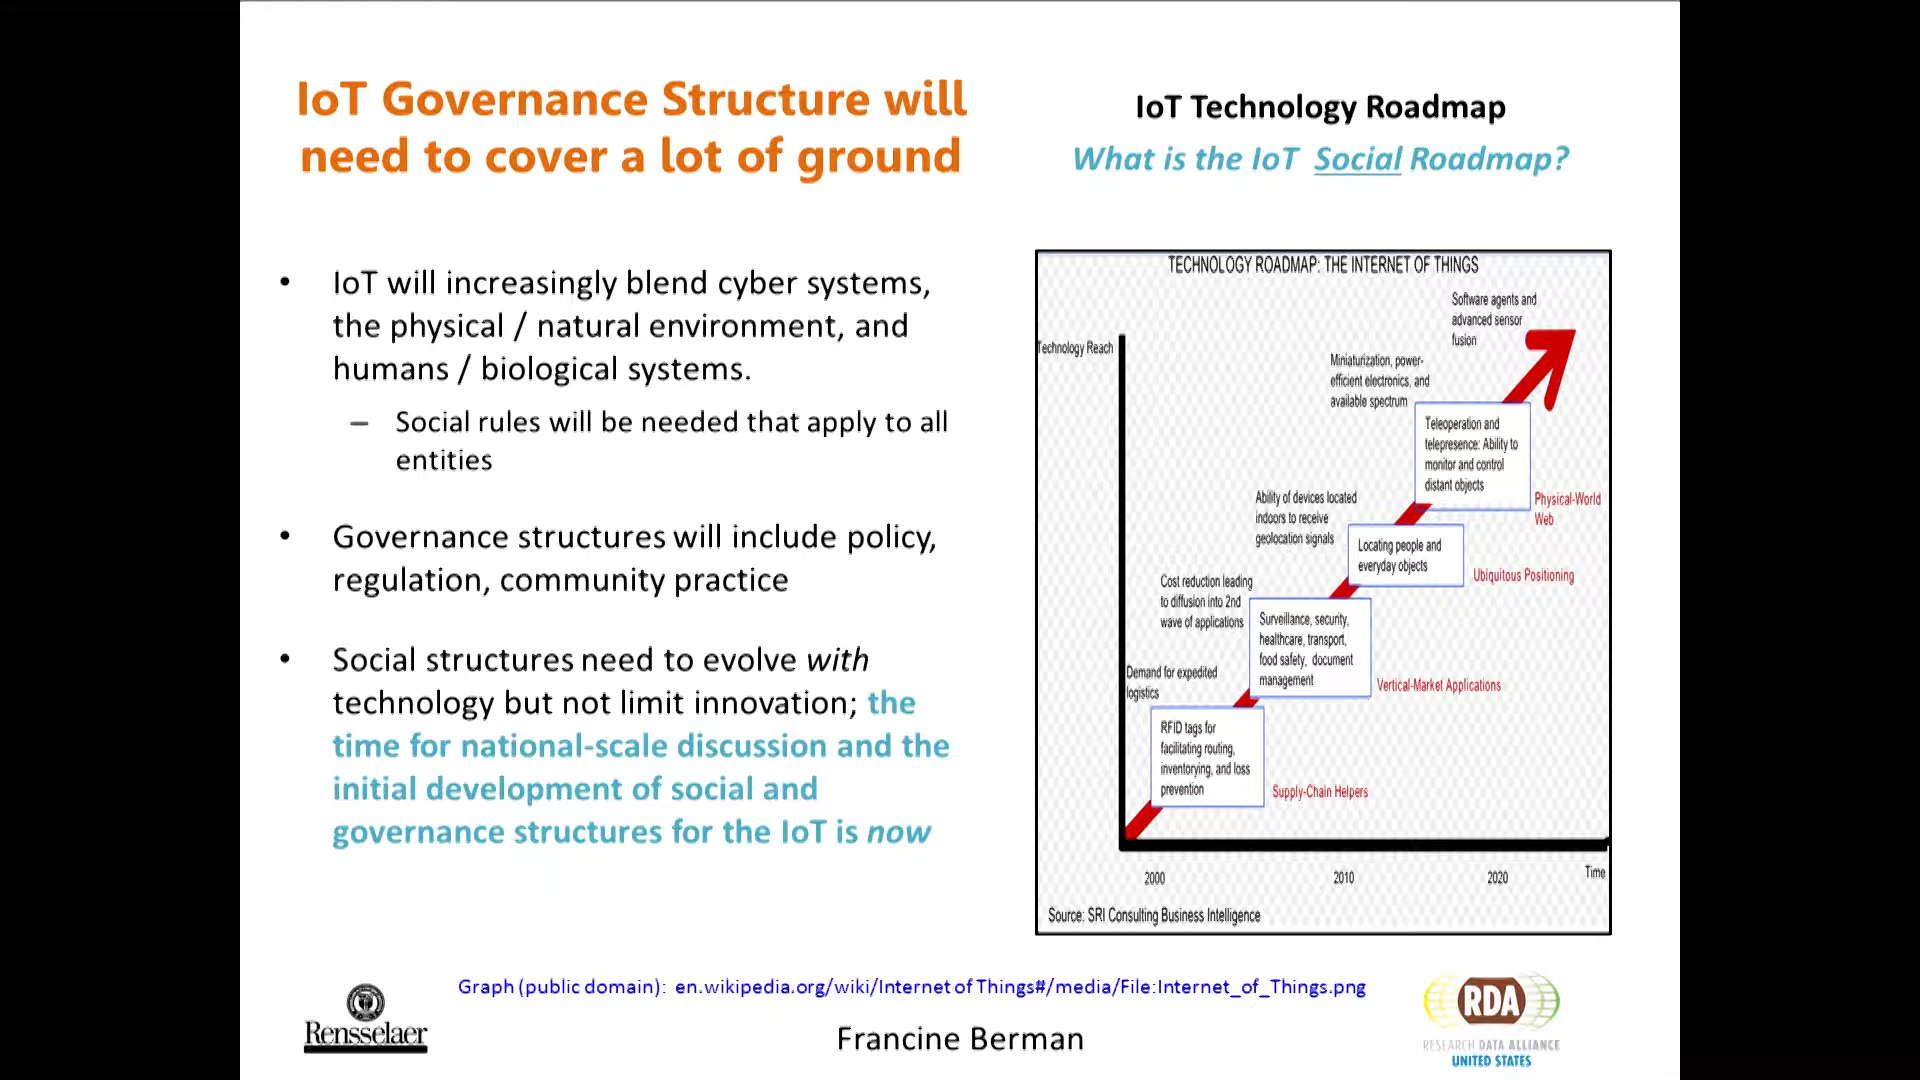 IoT Governance Structure will
need to cover a lot of ground
IoT Technology Roadmap
What is the IoT Social Roadmap?
• IoT will increasingly blend cyber systems,
the physical / natural environment, and
humans / biological systems.
– Social rules will be needed that apply to all
entities
• Governance structures will include policy,
regulation, community practice
• Social structures need to evolve with
technology but not limit innovation; the
time for national-scale discussion and the
initial development of social and
governance structures for the IoT is now
TECHNOLOGY ROADMAP: THE INTERNET OF THINGS
Technology Reach
Software agents and
advanced sensor
fusion
Miniaturization, power-
efficient electronics, and
available spectrum
Teleoperation and
telepresence: Ability to
monitor and control
distant objects
Physical-World
Web
Ability of devices located
indoors to receive
geolocation signals
Locating people and
everyday objects
Ubiquitous Positioning
Cost reduction leading
to diffusion into 2nd
wave of applications
Surveillance, security,
healthcare, transport,
food safety, document
management
Vertical-Market Applications
Demand for expedited
logistics
RFID tags for
facilitating routing,
inventorying, and loss
prevention
Supply-Chain Helpers
2000
2010
2020
Time
Source: SRI Consulting Business Intelligence
Graph (public domain): en.wikipedia.org/wiki/Internet of Things#/media/File:Internet_of_Things.png
Rensselaer
Francine Berman
RDA
RESEARCH DATA ALLIANCE
UNITED STATES